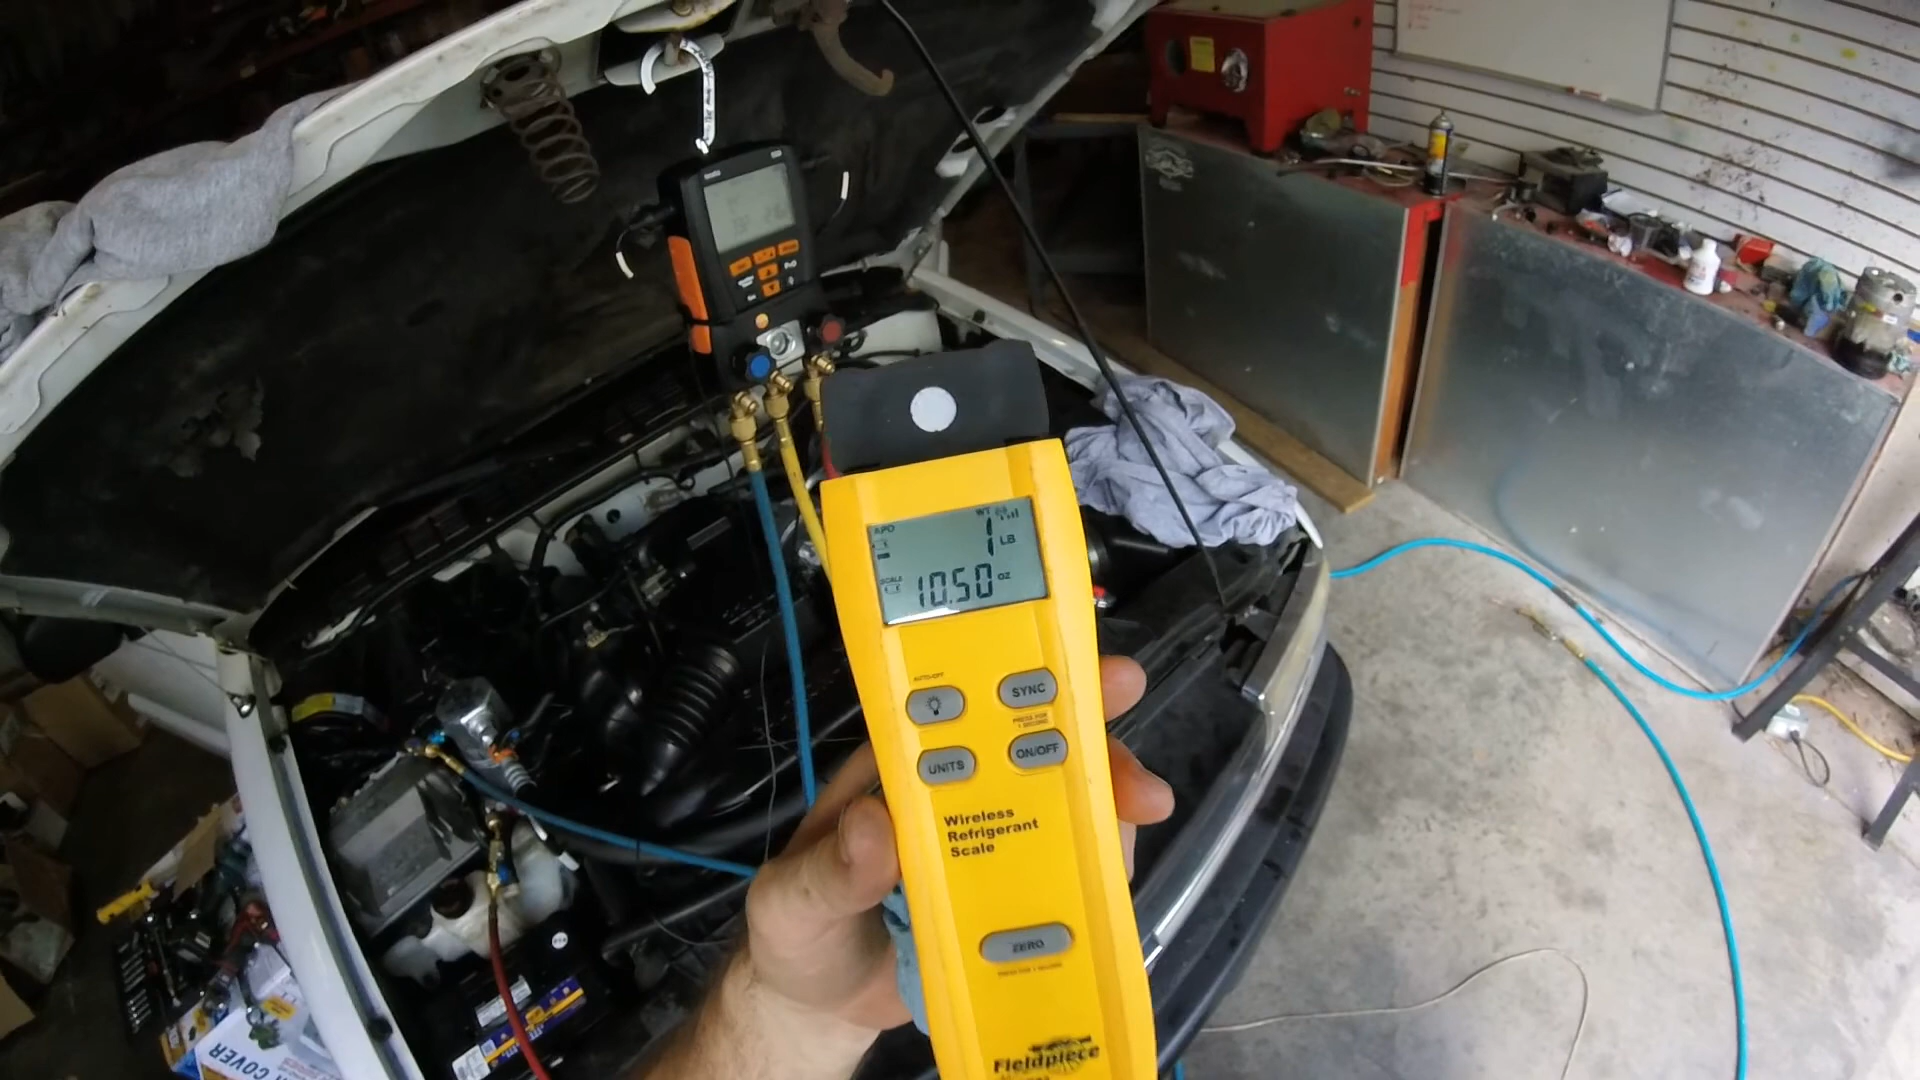 testo
APO
WT
1 LB
SCALE
10.50 oz
AUTO-OFF
SYNC
PRESS FOR
1 SECOND
UNITS
ON/OFF
Wireless
Refrigerant
Scale
ZERO
Fieldpiece
COVER